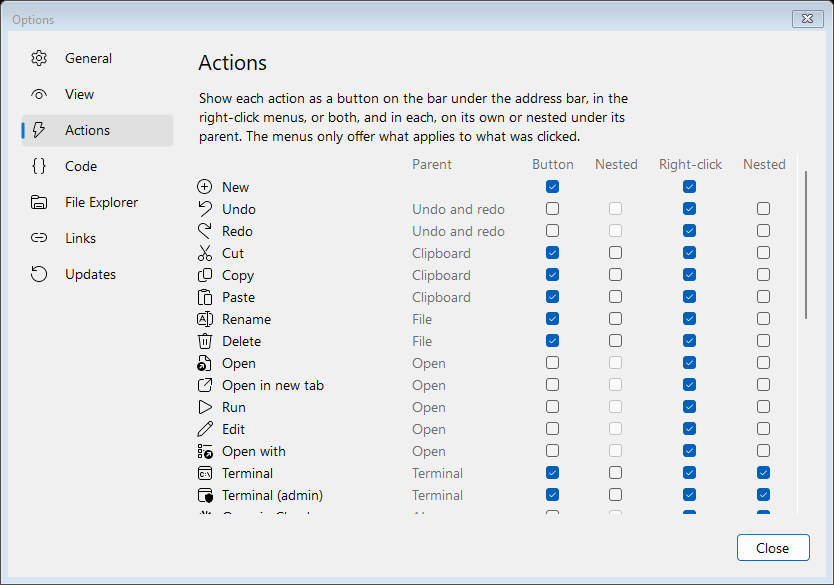 Options
General
View
Actions
Code
File Explorer
Links
Updates
Actions
Show each action as a button on the bar under the address bar, in the
right-click menus, or both, and in each, on its own or nested under its
parent. The menus only offer what applies to what was clicked.
Parent Button Nested Right-click Nested
New
Undo Undo and redo
Redo Undo and redo
Cut Clipboard
Copy Clipboard
Paste Clipboard
Rename File
Delete File
Open Open
Open in new tab Open
Run Open
Edit Open
Open with Open
Terminal Terminal
Terminal (admin) Terminal
Close